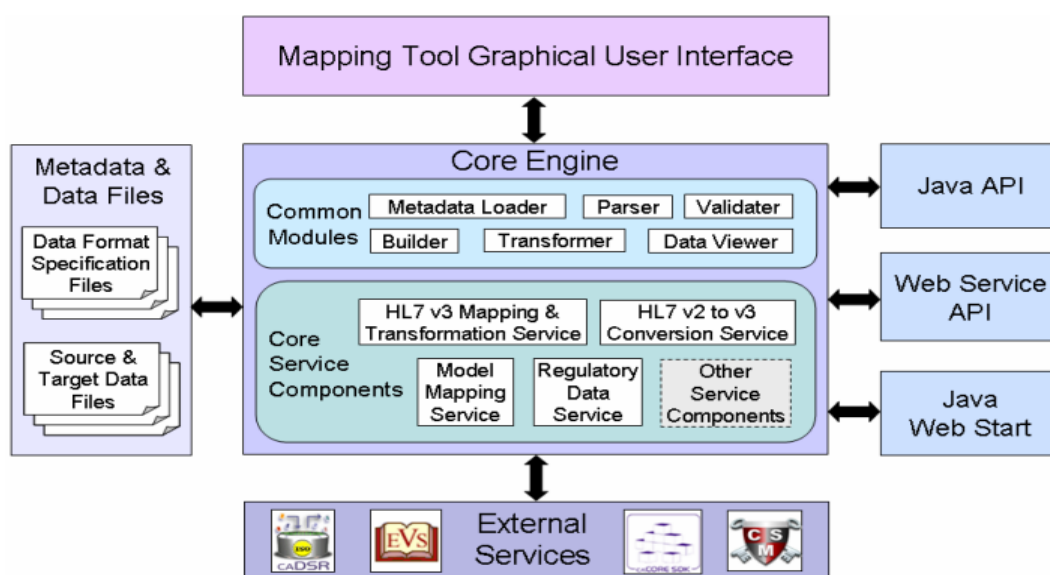 Mapping Tool Graphical User Interface
Metadata &
Data Files
Data Format
Specification
Files
Source &
Target Data
Files
Core Engine
Common
Modules
Metadata Loader
Parser
Validater
Builder
Transformer
Data Viewer
Core
Service
Components
HL7 v3 Mapping &
Transformation Service
HL7 v2 to v3
Conversion Service
Model
Mapping
Service
Regulatory
Data
Service
Other
Service
Components
Java API
Web Service
API
Java
Web Start
External
Services
ISO
caDSR
EVS
caCORE SDK
C S
M